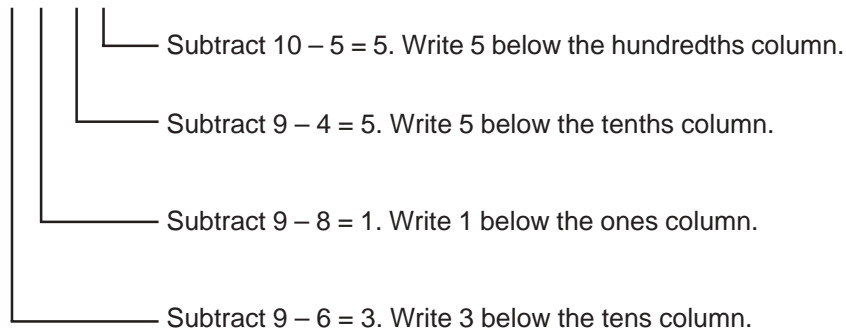 Subtract 10 – 5 = 5. Write 5 below the hundredths column.
Subtract 9 – 4 = 5. Write 5 below the tenths column.
Subtract 9 – 8 = 1. Write 1 below the ones column.
Subtract 9 – 6 = 3. Write 3 below the tens column.